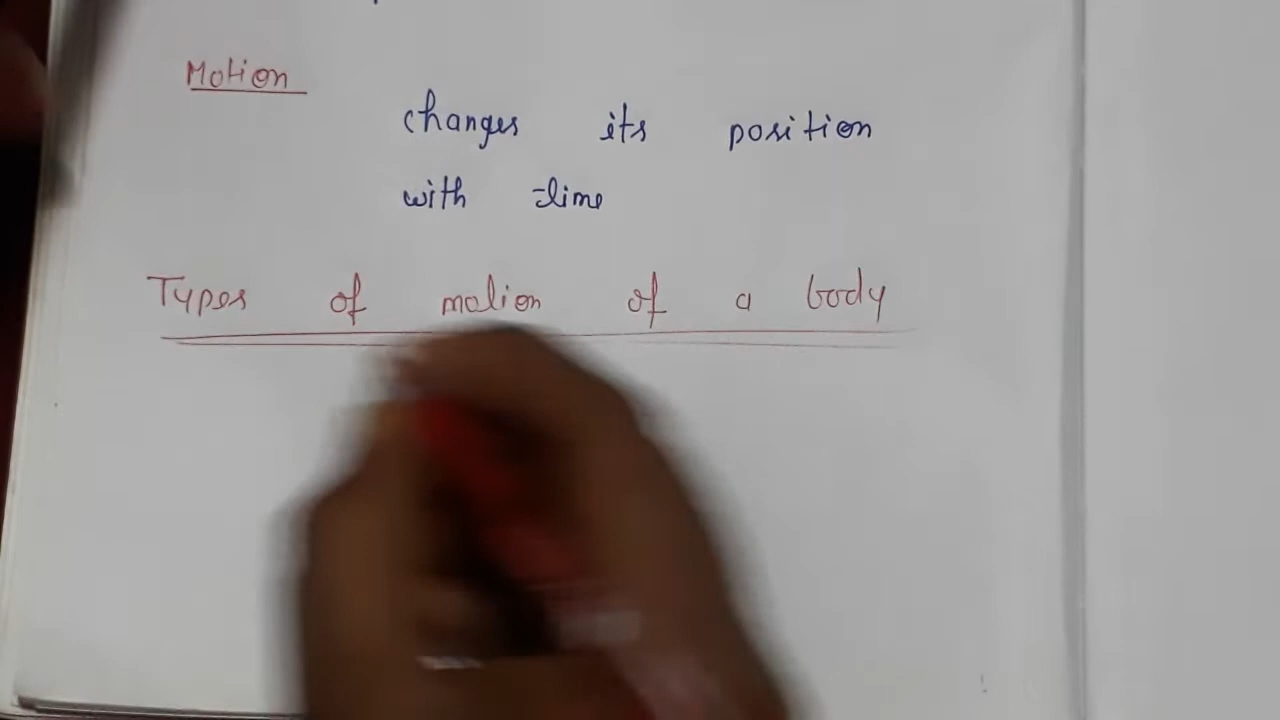 Motion
changes its position
with time
Types of motion of a body